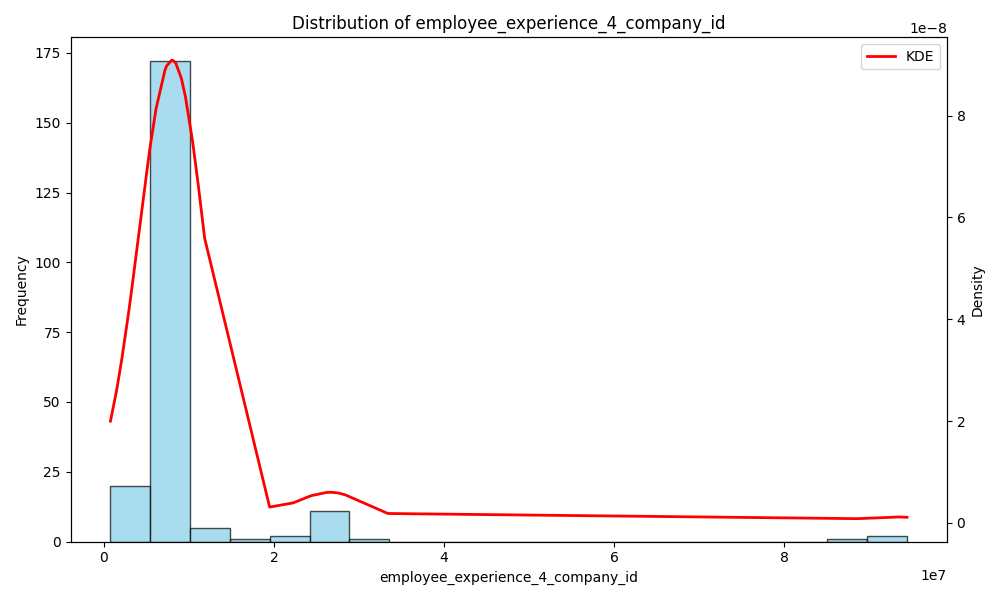 Distribution of employee_experience_4_company_id
1e−8
KDE
175
150
125
100
75
50
25
0
Frequency
8
6
4
2
0
Density
0
2
4
6
8
1e7
employee_experience_4_company_id